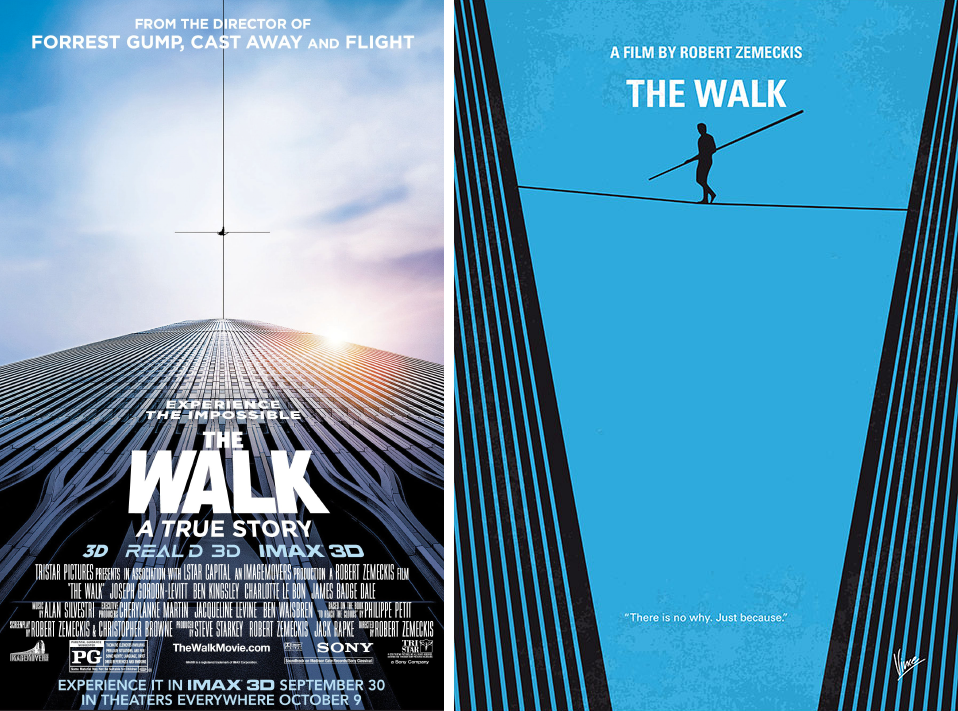 FROM THE DIRECTOR OF
FORREST GUMP, CAST AWAY AND FLIGHT
EXPERIENCE
THE IMPOSSIBLE
THE
WALK
A TRUE STORY
3D REAL D 3D IMAX 3D
TRISTAR PICTURES PRESENTS IN ASSOCIATION WITH LSTAR CAPITAL AN IMAGEMOVERS PRODUCTION A ROBERT ZEMECKIS FILM
"THE WALK" JOSEPH GORDON-LEVITT BEN KINGSLEY CHARLOTTE LE BON JAMES BADGE DALE
MUSIC BY ALAN SILVESTRI EXECUTIVE PRODUCERS CHERYLANNE MARTIN JACQUELINE LEVINE BEN WAISBREN BASED ON THE BOOK "TO REACH THE CLOUDS" BY PHILIPPE PETIT
SCREENPLAY BY ROBERT ZEMECKIS & CHRISTOPHER BROWNE PRODUCED BY STEVE STARKEY ROBERT ZEMECKIS JACK RAPKE DIRECTED BY ROBERT ZEMECKIS
IMAGEMOVERS
PG
TheWalkMovie.com
SONY
TRI STAR
a Sony Company
EXPERIENCE IT IN IMAX 3D SEPTEMBER 30
IN THEATERS EVERYWHERE OCTOBER 9
A FILM BY ROBERT ZEMECKIS
THE WALK
“There is no why. Just because.”